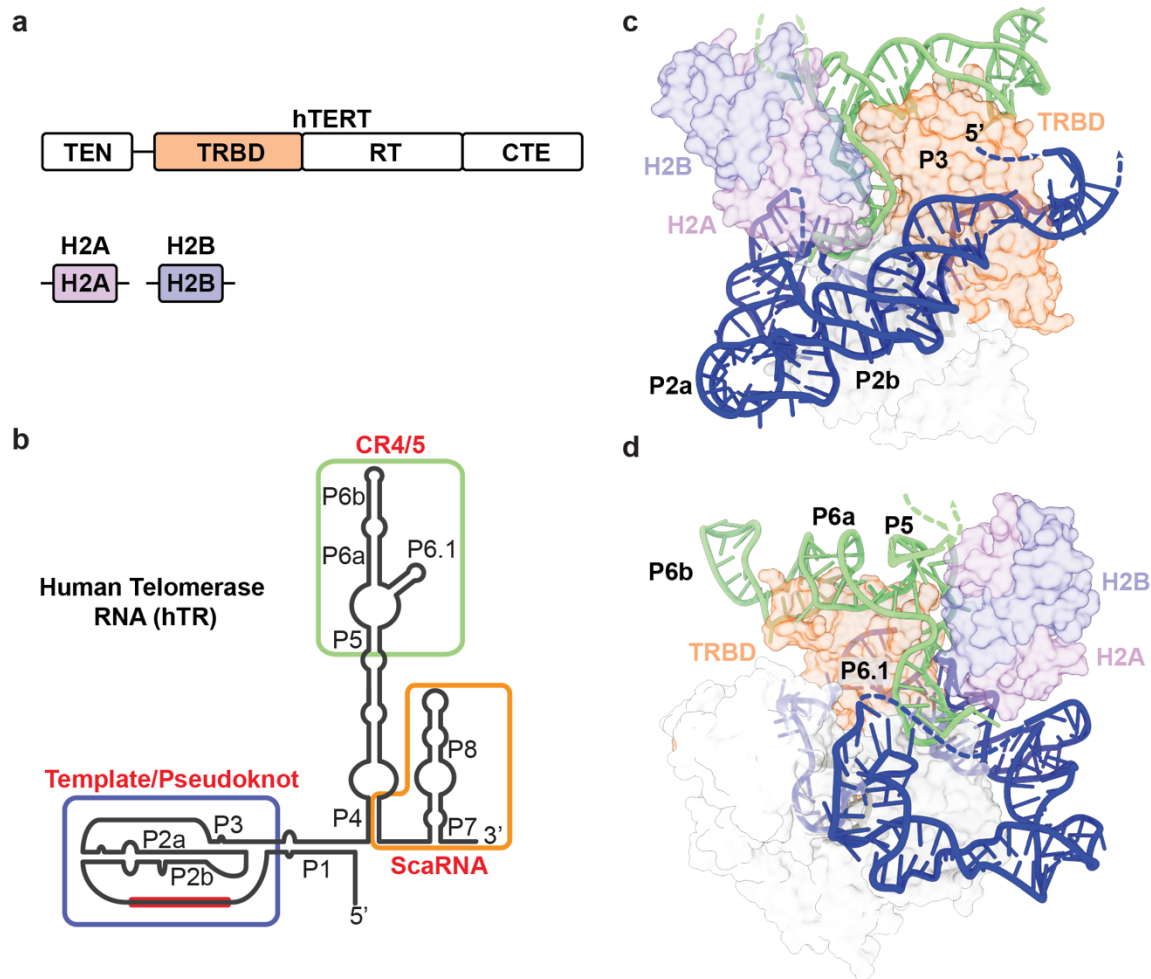 a
hTERT
TEN TRBD RT CTE
H2A H2B
H2A H2B
b
CR4/5
P6b
P6a
P6.1
Human Telomerase
RNA (hTR)
P5
P8
Template/Pseudoknot
P4
P7
3’
P3
P2a
P2b
P1
ScaRNA
5’
c
H2B
H2A
5’
TRBD
P3
P2a
P2b
d
P6a
P5
P6b
H2B
TRBD
H2A
P6.1